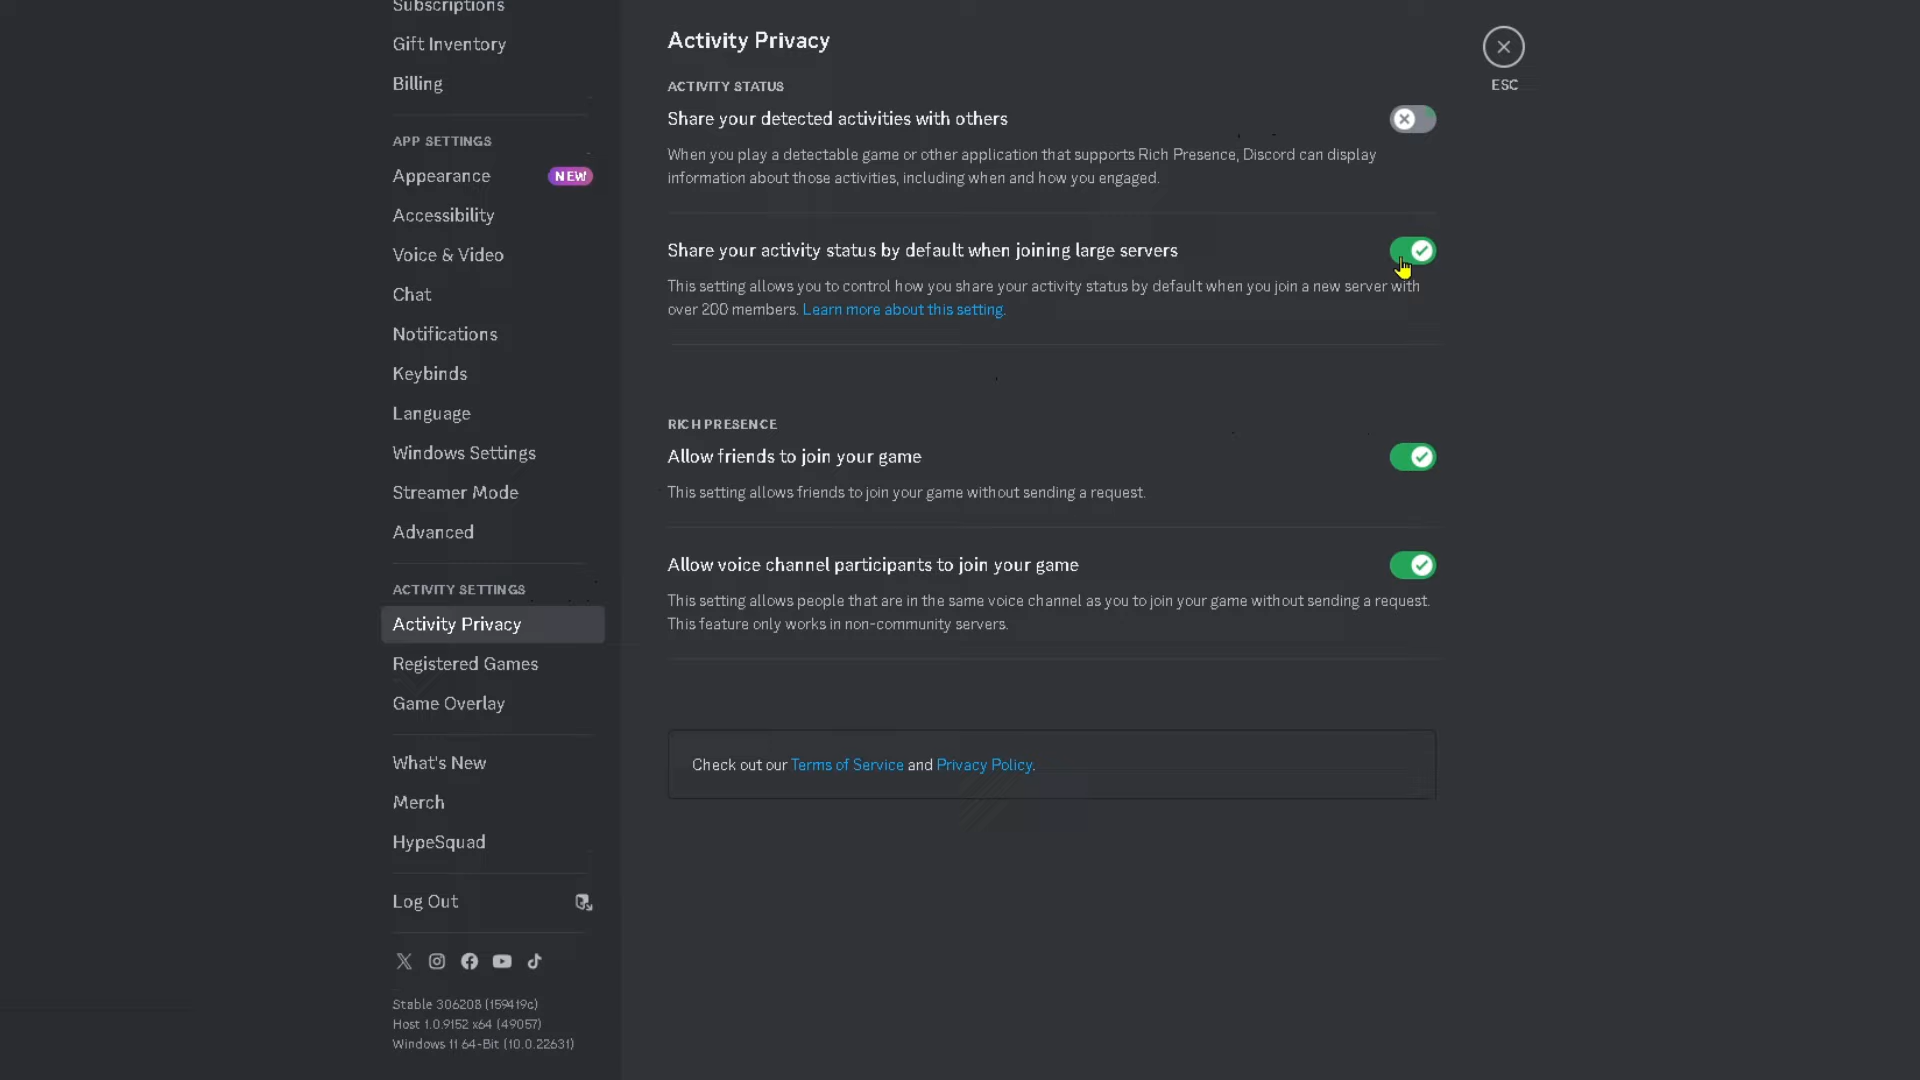 Subscriptions
Gift Inventory
Billing
APP SETTINGS
Appearance NEW
Accessibility
Voice & Video
Chat
Notifications
Keybinds
Language
Windows Settings
Streamer Mode
Advanced
ACTIVITY SETTINGS
Activity Privacy
Registered Games
Game Overlay
What's New
Merch
HypeSquad
Log Out
Stable 306208 (159419c)
Host 1.0.9152 x64 (49057)
Windows 11 64-Bit (10.0.22631)
Activity Privacy
ACTIVITY STATUS
Share your detected activities with others
When you play a detectable game or other application that supports Rich Presence, Discord can display
information about those activities, including when and how you engaged.
Share your activity status by default when joining large servers
This setting allows you to control how you share your activity status by default when you join a new server with
over 200 members. Learn more about this setting.
RICH PRESENCE
Allow friends to join your game
This setting allows friends to join your game without sending a request.
Allow voice channel participants to join your game
This setting allows people that are in the same voice channel as you to join your game without sending a request.
This feature only works in non-community servers.
Check out our Terms of Service and Privacy Policy.
ESC